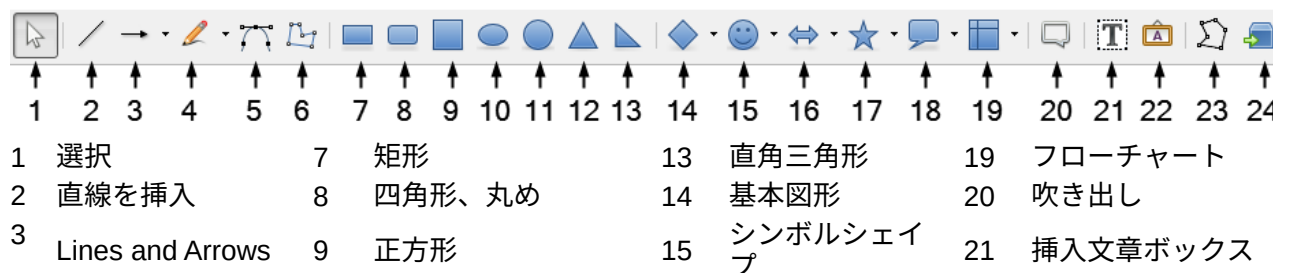 T A
1 2 3 4 5 6 7 8 9 10 11 12 13 14 15 16 17 18 19 20 21 22 23 24
1 選択 7 矩形 13 直角三角形 19 フローチャート
2 直線を挿入 8 四角形、丸め 14 基本図形 20 吹き出し
3 Lines and Arrows 9 正方形 15 シンボルシェイ
プ 21 挿入文章ボックス